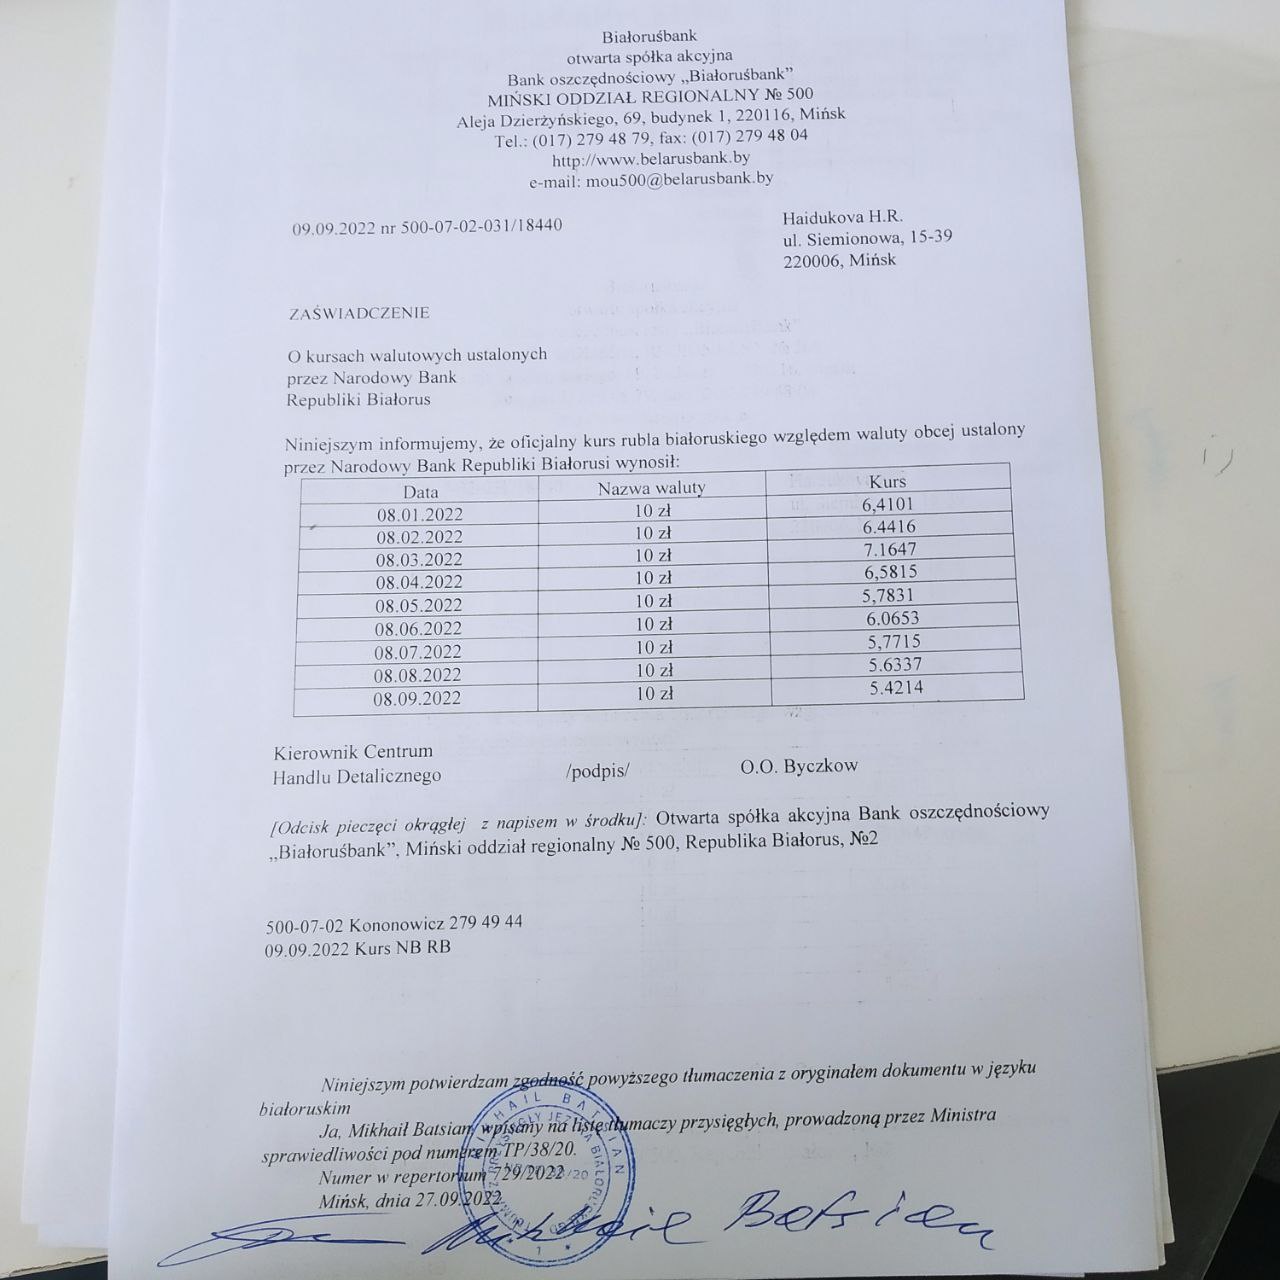 Białoruśbank
otwarta spółka akcyjna
Bank oszczędnościowy „Białoruśbank”
MIŃSKI ODDZIAŁ REGIONALNY № 500
Aleja Dzierżyńskiego, 69, budynek 1, 220116, Mińsk
Tel.: (017) 279 48 79, fax: (017) 279 48 04
http://www.belarusbank.by
e-mail: mou500@belarusbank.by
09.09.2022 nr 500-07-02-031/18440
Haidukova H.R.
ul. Siemionowa, 15-39
220006, Mińsk
ZAŚWIADCZENIE
O kursach walutowych ustalonych
przez Narodowy Bank
Republiki Białorus
Niniejszym informujemy, że oficjalny kurs rubla białoruskiego względem waluty obcej ustalony
przez Narodowy Bank Republiki Białorusi wynosił:
Data Nazwa waluty Kurs
08.01.2022 10 zł 6,4101
08.02.2022 10 zł 6.4416
08.03.2022 10 zł 7.1647
08.04.2022 10 zł 6,5815
08.05.2022 10 zł 5,7831
08.06.2022 10 zł 6.0653
08.07.2022 10 zł 5,7715
08.08.2022 10 zł 5.6337
08.09.2022 10 zł 5.4214
Kierownik Centrum
Handlu Detalicznego /podpis/ O.O. Byczkow
[Odcisk pieczęci okrągłej z napisem w środku]: Otwarta spółka akcyjna Bank oszczędnościowy
„Białoruśbank”, Miński oddział regionalny № 500, Republika Białorus, №2
500-07-02 Kononowicz 279 49 44
09.09.2022 Kurs NB RB
Niniejszym potwierdzam zgodność powyższego tłumaczenia z oryginałem dokumentu w języku
białoruskim
Ja, Mikhail Batsian, wpisany na listę tłumaczy przysięgłych, prowadzoną przez Ministra
sprawiedliwości pod numerem TP/38/20.
Numer w repertorium 729/2022
Mińsk, dnia 27.09.2022
MIKHAIL BATSIAN
Batsian